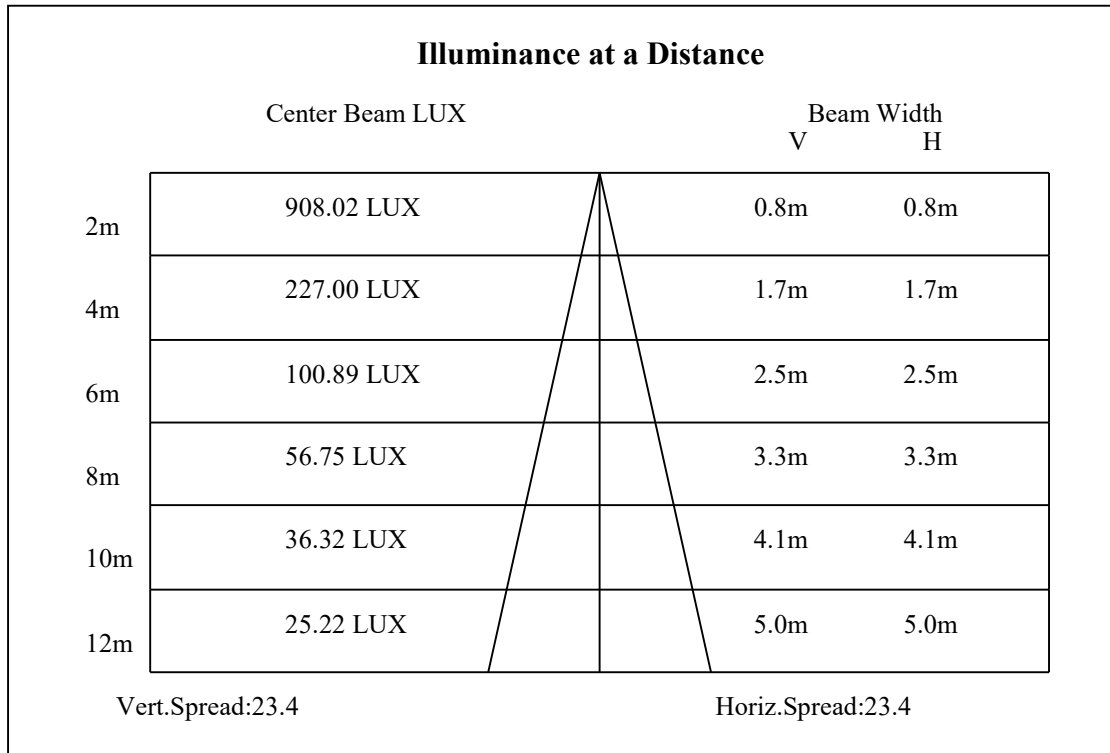 Illuminance at a Distance
Center Beam LUX Beam Width
V H
2m 908.02 LUX 0.8m 0.8m
4m 227.00 LUX 1.7m 1.7m
6m 100.89 LUX 2.5m 2.5m
8m 56.75 LUX 3.3m 3.3m
10m 36.32 LUX 4.1m 4.1m
12m 25.22 LUX 5.0m 5.0m
Vert.Spread:23.4 Horiz.Spread:23.4